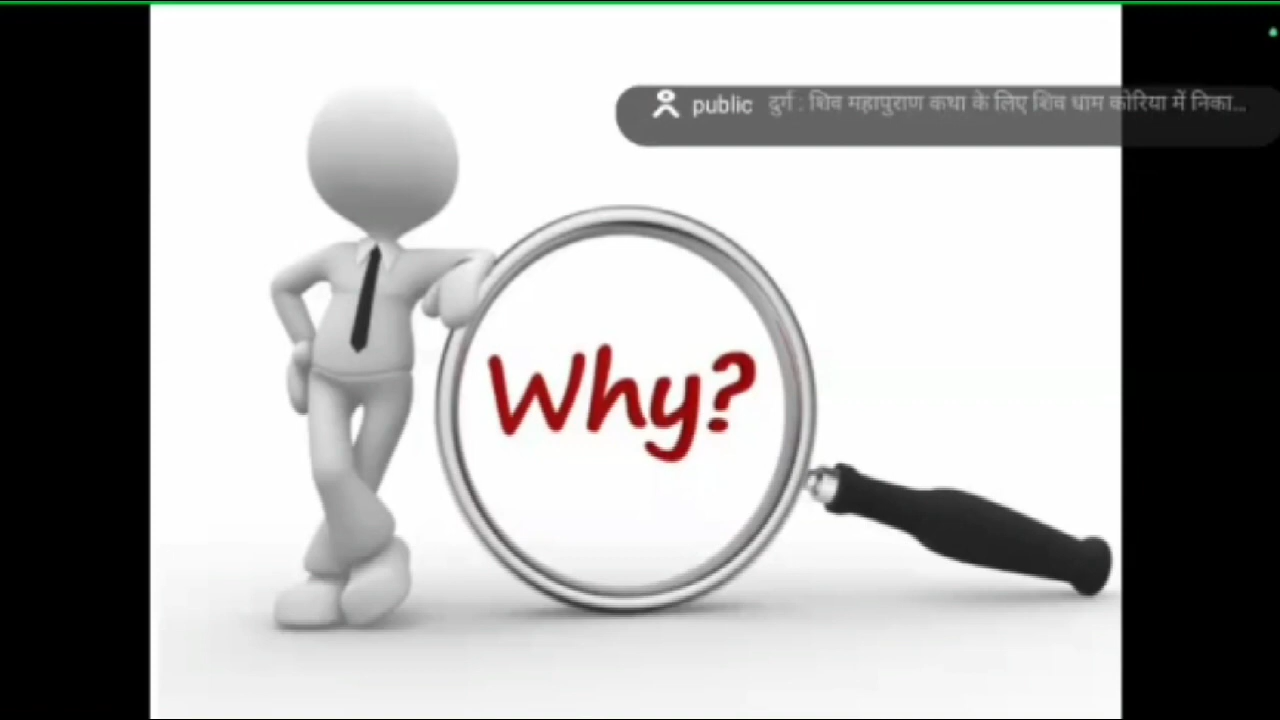 public दुर्ग : शिव महापुराण कथा के लिए शिव धाम कोरिया में निका...
Why?